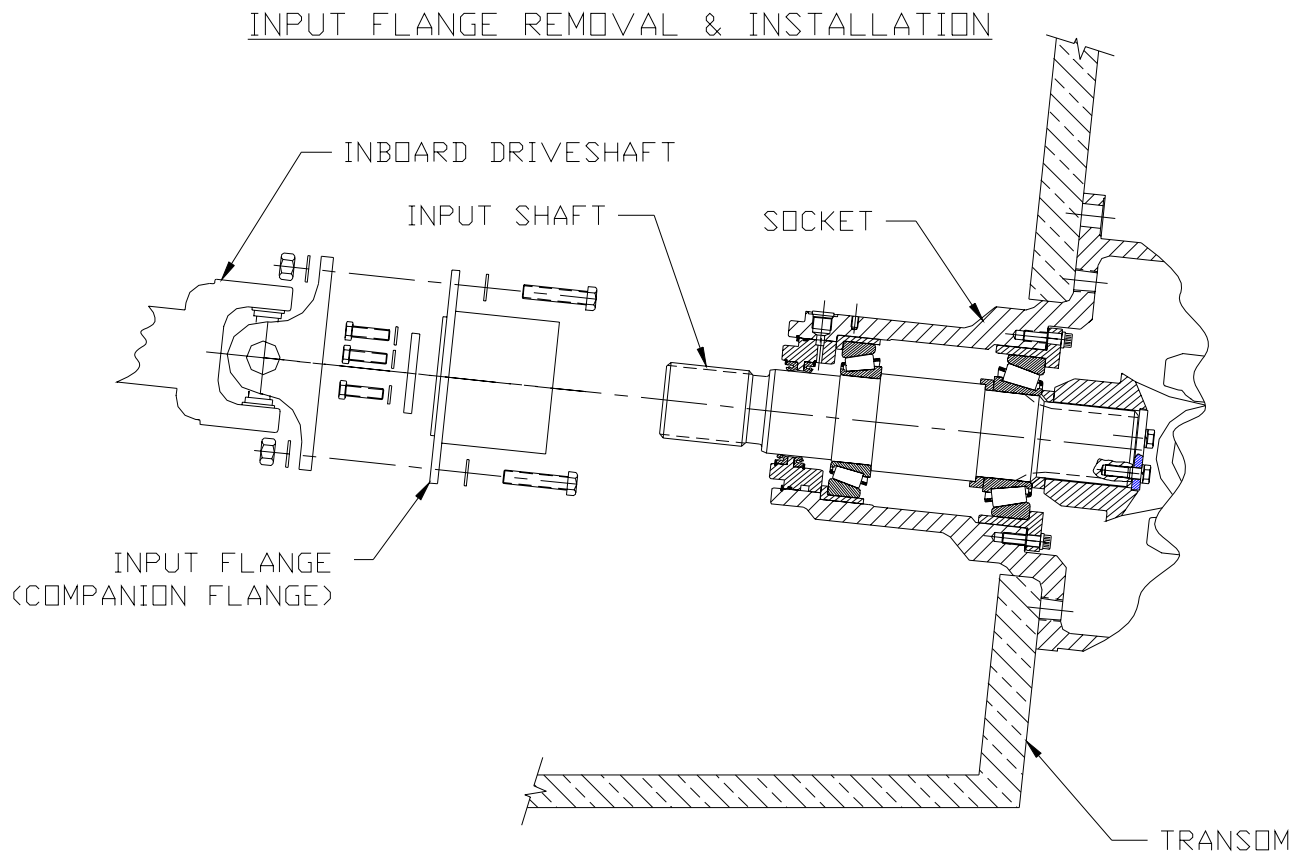 INPUT FLANGE REMOVAL & INSTALLATION
INBOARD DRIVESHAFT
INPUT SHAFT
SOCKET
INPUT FLANGE
(COMPANION FLANGE)
TRANSOM